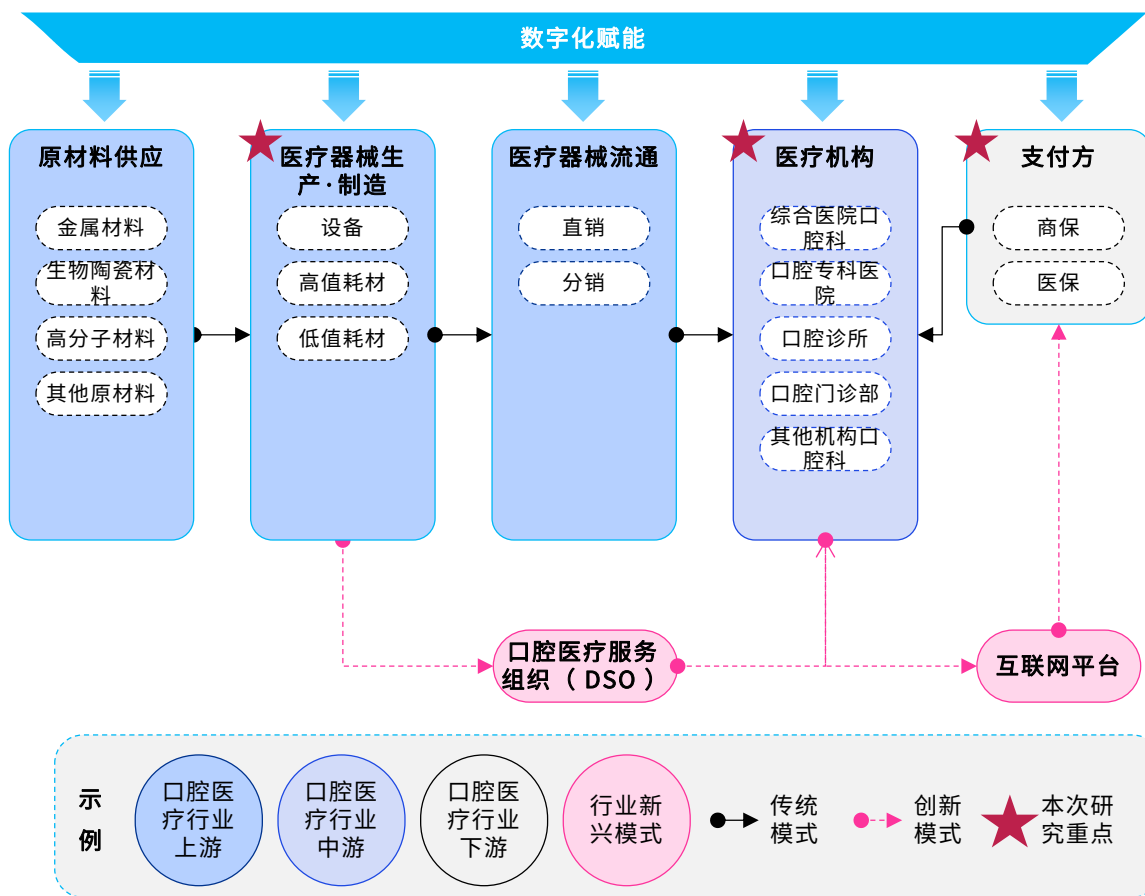 数字化赋能
原材料供应
金属材料
生物陶瓷材
料
高分子材料
其他原材料
医疗器械生
产·制造
设备
高值耗材
低值耗材
医疗器械流通
直销
分销
医疗机构
综合医院口
腔科
口腔专科医
院
口腔诊所
口腔门诊部
其他机构口
腔科
支付方
商保
医保
口腔医疗服务
组织（DSO）
互联网平台
示
例
口腔医
疗行业
上游
口腔医
疗行业
中游
口腔医
疗行业
下游
行业新
兴模式
传统
模式
创新
模式
本次研
究重点